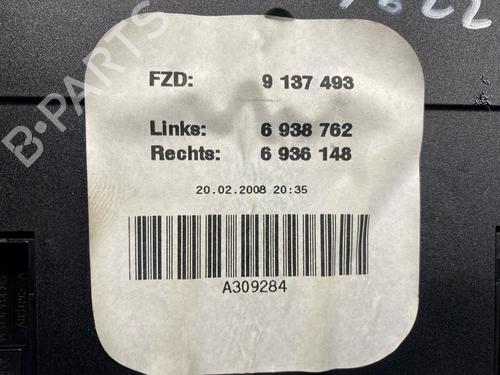 FZD: 9 137 493
Links: 6 938 762
Rechts: 6 936 148
20.02.2008 20:35
A309284
B-PARTS